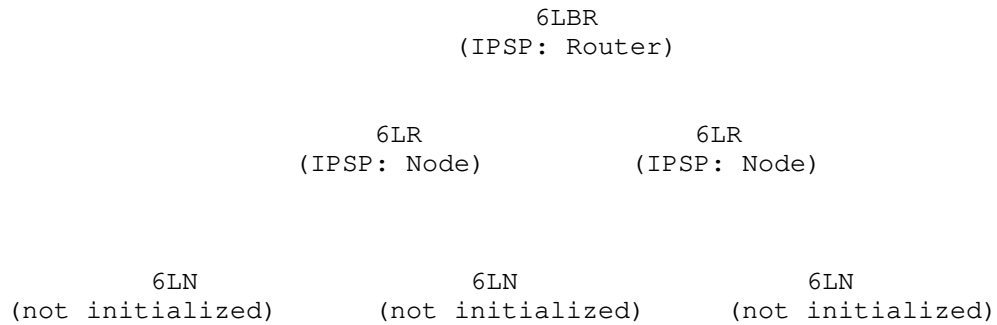 6LBR
(IPSP: Router)
6LR 6LR
(IPSP: Node) (IPSP: Node)
6LN 6LN 6LN
(not initialized) (not initialized) (not initialized)